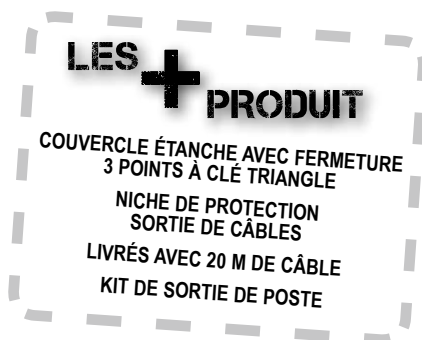 LES + PRODUIT
COUVERCLE ÉTANCHE AVEC FERMETURE
3 POINTS À CLÉ TRIANGLE
NICHE DE PROTECTION
SORTIE DE CÂBLES
LIVRÉS AVEC 20 M DE CÂBLE
KIT DE SORTIE DE POSTE